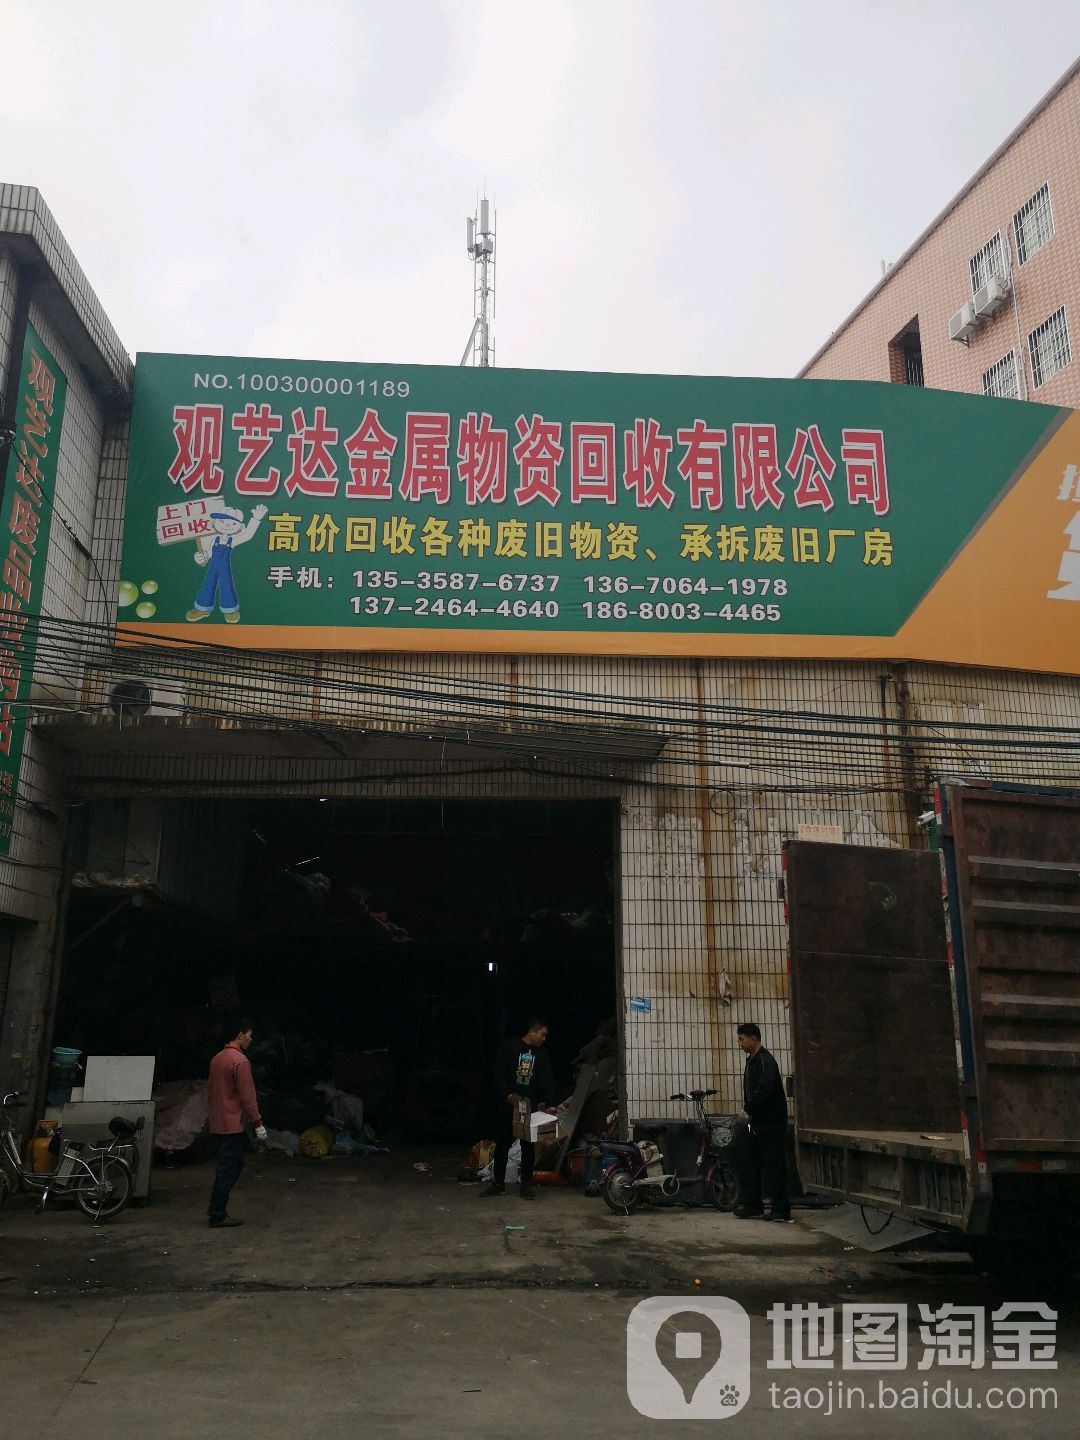 NO.100300001189
观艺达金属物资回收有限公司
上门
回收
高价回收各种废旧物资、承拆废旧厂房
手机：135-3587-6737 136-7064-1978
137-2464-4640 186-8003-4465
地图淘金
taojin.baidu.com